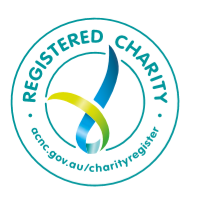 REGISTERED CHARITY
acnc.gov.au/charityregister